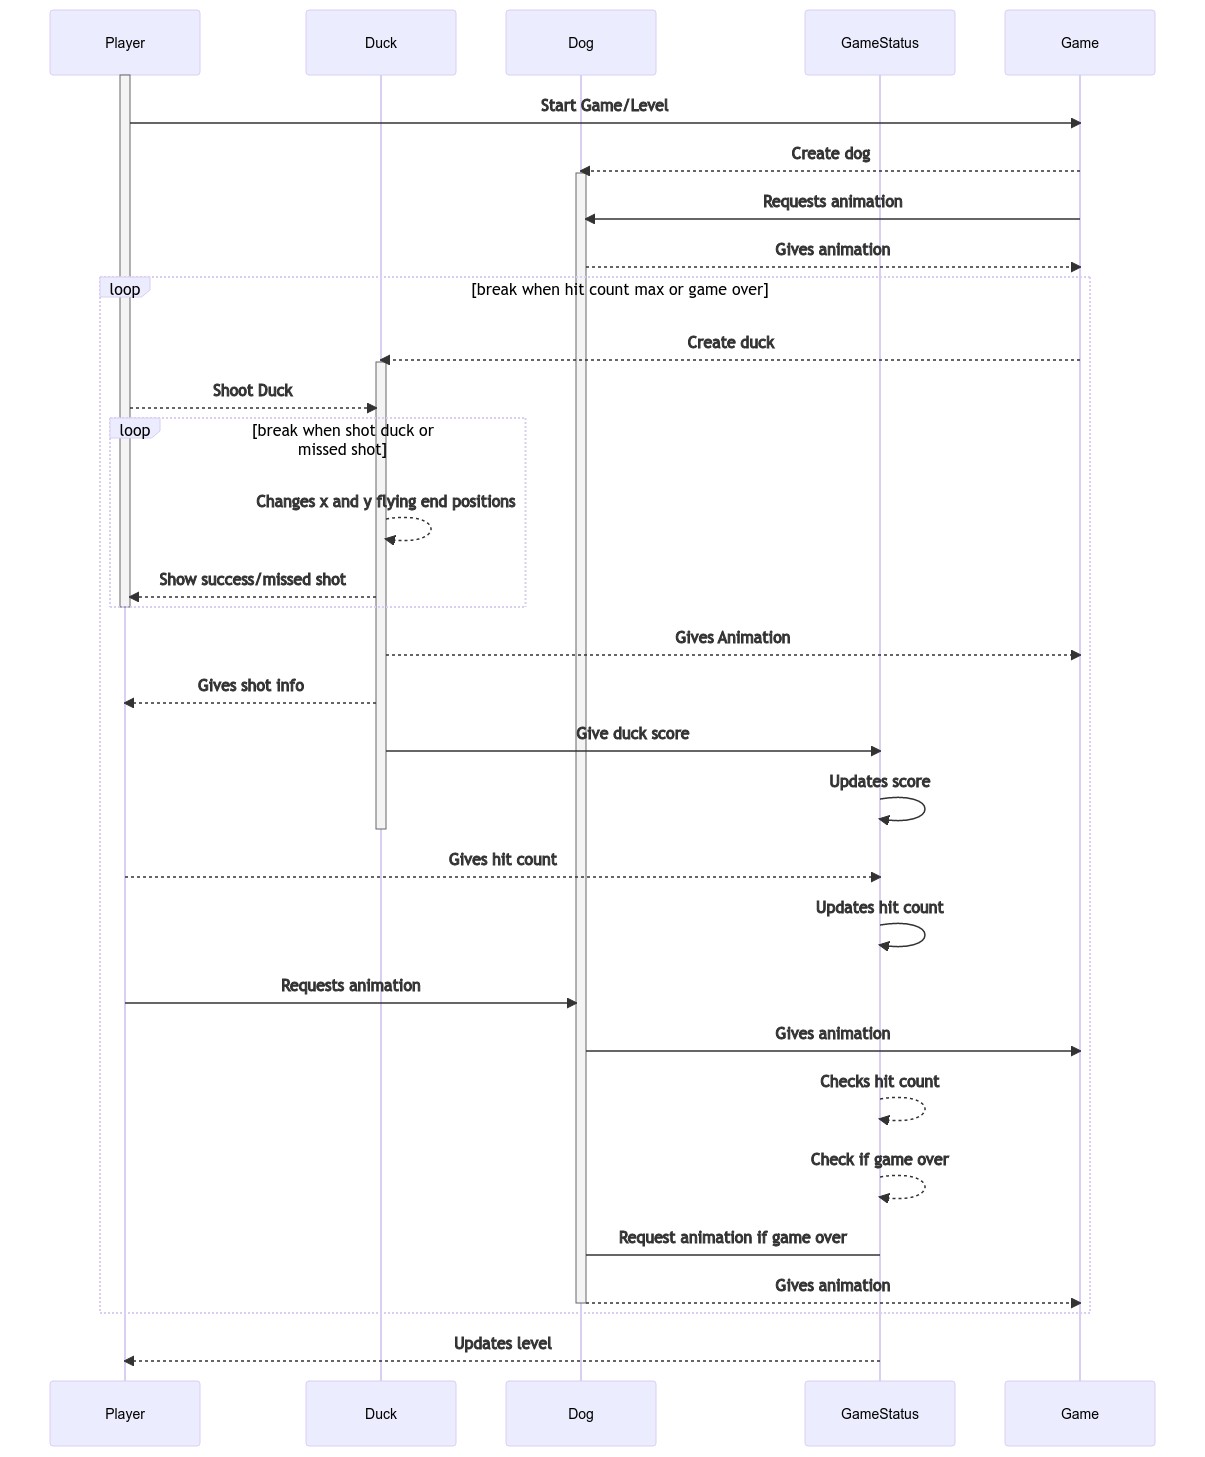 Player
Duck
Dog
GameStatus
Game
Start Game/Level
Create dog
Requests animation
Gives animation
loop
[break when hit count max or game over]
Create duck
Shoot Duck
loop
[break when shot duck or
missed shot]
Changes x and y flying end positions
Show success/missed shot
Gives Animation
Gives shot info
Give duck score
Updates score
Gives hit count
Updates hit count
Requests animation
Gives animation
Checks hit count
Check if game over
Request animation if game over
Gives animation
Updates level
Player
Duck
Dog
GameStatus
Game